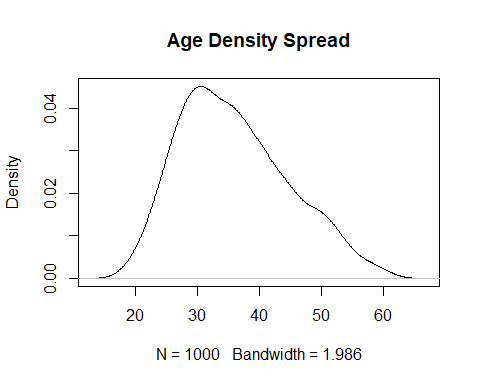 Age Density Spread
Density
0.00
0.02
0.04
20 30 40 50 60
N = 1000 Bandwidth = 1.986